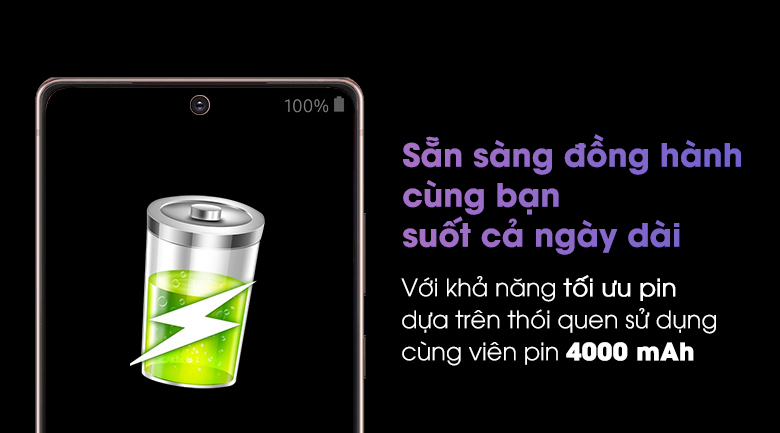 100%
Sẵn sàng đồng hành
cùng bạn
suốt cả ngày dài
Với khả năng tối ưu pin
dựa trên thói quen sử dụng
cùng viên pin 4000 mAh